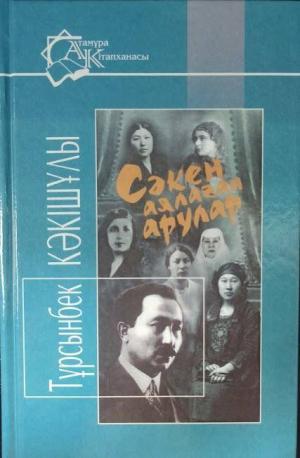 Атамұра
Кітапханасы
Тұрсынбек КӘКІШҰЛЫ
Сәкен
аялаған
арулар